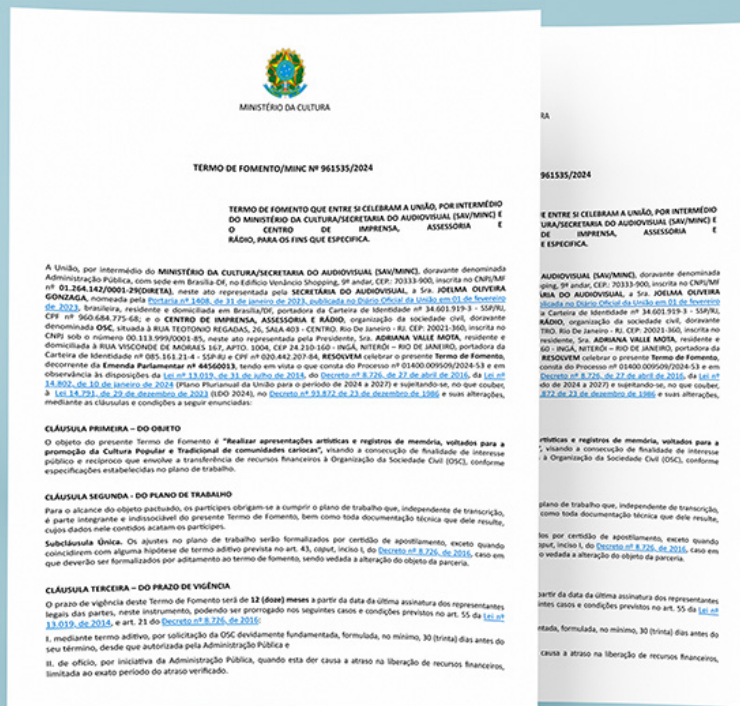 MINISTÉRIO DA CULTURA
TERMO DE FOMENTO/MINC Nº 961535/2024
TERMO DE FOMENTO QUE ENTRE SI CELEBRAM A UNIÃO, POR INTERMÉDIO
DO MINISTÉRIO DA CULTURA/SECRETARIA DO AUDIOVISUAL (SAV/MINC) E
O CENTRO DE IMPRENSA, ASSESSORIA E
RÁDIO, PARA OS FINS QUE ESPECIFICA.
A União, por intermédio do MINISTÉRIO DA CULTURA/SECRETARIA DO AUDIOVISUAL (SAV/MINC), doravante denominada
Administração Pública, com sede em Brasília-DF, no Edifício Venâncio Shopping, 9º andar, CEP.: 70333-900, inscrita no CNPJ/MF
nº 01.264.142/0001-29(DIRETA), neste ato representada pela SECRETÁRIA DO AUDIOVISUAL, a Sra. JOELMA OLIVEIRA
GONZAGA, nomeada pela Portaria nº 1408, de 31 de janeiro de 2023, publicada no Diário Oficial da União em 01 de fevereiro
de 2023, brasileira, residente e domiciliada em Brasília/DF, portadora da Carteira de Identidade nº 34.601.919-3 - SSP/RJ,
CPF nº 960.684.775-68; e o CENTRO DE IMPRENSA, ASSESSORIA E RÁDIO, organização da sociedade civil, doravante
denominada OSC, situada à RUA TEOTONIO REGADAS, 26, SALA 403 - CENTRO. Rio De Janeiro - RJ. CEP: 20021-360, inscrita no
CNPJ sob o número 00.113.999/0001-85, neste ato representada pela Presidente, Sra. ADRIANA VALLE MOTA, residente e
domiciliada à RUA VISCONDE DE MORAES 167, APTO. 1004, CEP 24.210-160 - INGÁ, NITERÓI – RIO DE JANEIRO, portadora da
Carteira de Identidade nº 085.161.21-4 - SSP-RJ e CPF nº 020.442.207-84, RESOLVEM celebrar o presente Termo de Fomento,
decorrente da Emenda Parlamentar nº 44560013, tendo em vista o que consta do Processo nº 01400.009509/2024-53 e em
observância às disposições da Lei nº 13.019, de 31 de julho de 2014, do Decreto nº 8.726, de 27 de abril de 2016, da Lei nº
14.802, de 10 de janeiro de 2024 (Plano Plurianual da União para o período de 2024 a 2027) e sujeitando-se, no que couber,
à Lei 14.791, de 29 de dezembro de 2023 (LDO 2024), no Decreto nº 93.872 de 23 de dezembro de 1986 e suas alterações,
mediante as cláusulas e condições a seguir enunciadas:
CLÁUSULA PRIMEIRA – DO OBJETO
O objeto do presente Termo de Fomento é "Realizar apresentações artísticas e registros de memória, voltados para a
promoção da Cultura Popular e Tradicional de comunidades cariocas", visando a consecução de finalidade de interesse
público e recíproco que envolve a transferência de recursos financeiros à Organização da Sociedade Civil (OSC), conforme
especificações estabelecidas no plano de trabalho.
CLÁUSULA SEGUNDA - DO PLANO DE TRABALHO
Para o alcance do objeto pactuado, os partícipes obrigam-se a cumprir o plano de trabalho que, independente de transcrição,
é parte integrante e indissociável do presente Termo de Fomento, bem como toda documentação técnica que dele resulte,
cujos dados nele contidos acatam os partícipes.
Subcláusula Única. Os ajustes no plano de trabalho serão formalizados por certidão de apostilamento, exceto quando
coincidirem com alguma hipótese de termo aditivo prevista no art. 43, caput, inciso I, do Decreto nº 8.726, de 2016, caso em
que deverão ser formalizados por aditamento ao termo de fomento, sendo vedada a alteração do objeto da parceria.
CLÁUSULA TERCEIRA – DO PRAZO DE VIGÊNCIA
O prazo de vigência deste Termo de Fomento será de 12 (doze) meses a partir da data da última assinatura dos representantes
legais das partes, neste instrumento, podendo ser prorrogado nos seguintes casos e condições previstos no art. 55 da Lei nº
13.019, de 2014, e art. 21 do Decreto nº 8.726, de 2016:
I. mediante termo aditivo, por solicitação da OSC devidamente fundamentada, formulada, no mínimo, 30 (trinta) dias antes do
seu término, desde que autorizada pela Administração Pública e
II. de ofício, por iniciativa da Administração Pública, quando esta der causa a atraso na liberação de recursos financeiros,
limitada ao exato período do atraso verificado.